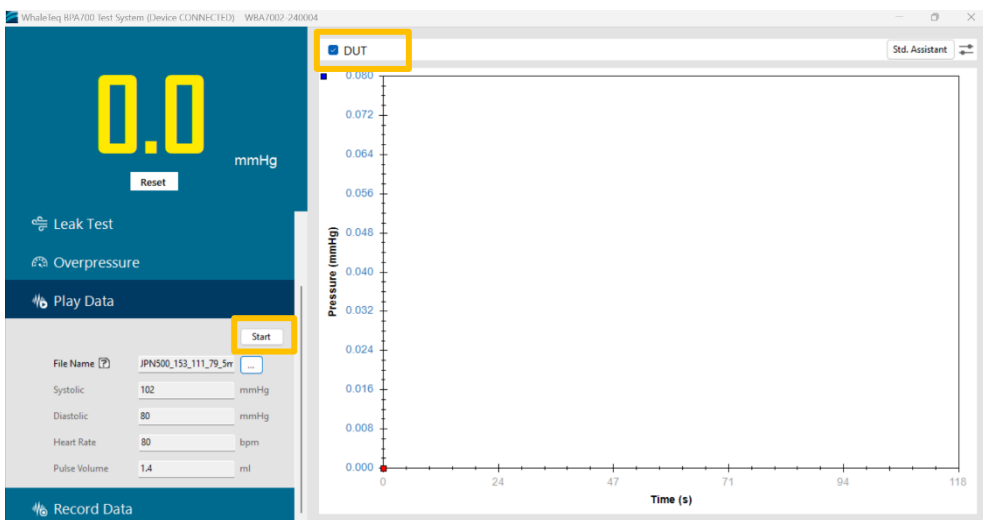 WhaleTeq BPA700 Test System (Device CONNECTED) WBA7002-240004
0.0
mmHg
Reset
Leak Test
Overpressure
Play Data
Start
File Name [?] JPN500_153_111_79_5m ...
Systolic 102 mmHg
Diastolic 80 mmHg
Heart Rate 80 bpm
Pulse Volume 1.4 ml
Record Data
DUT
Std. Assistant
0.080
0.072
0.064
0.056
0.048
0.040
0.032
0.024
0.016
0.008
0.000
Pressure (mmHg)
0 24 47 71 94 118
Time (s)